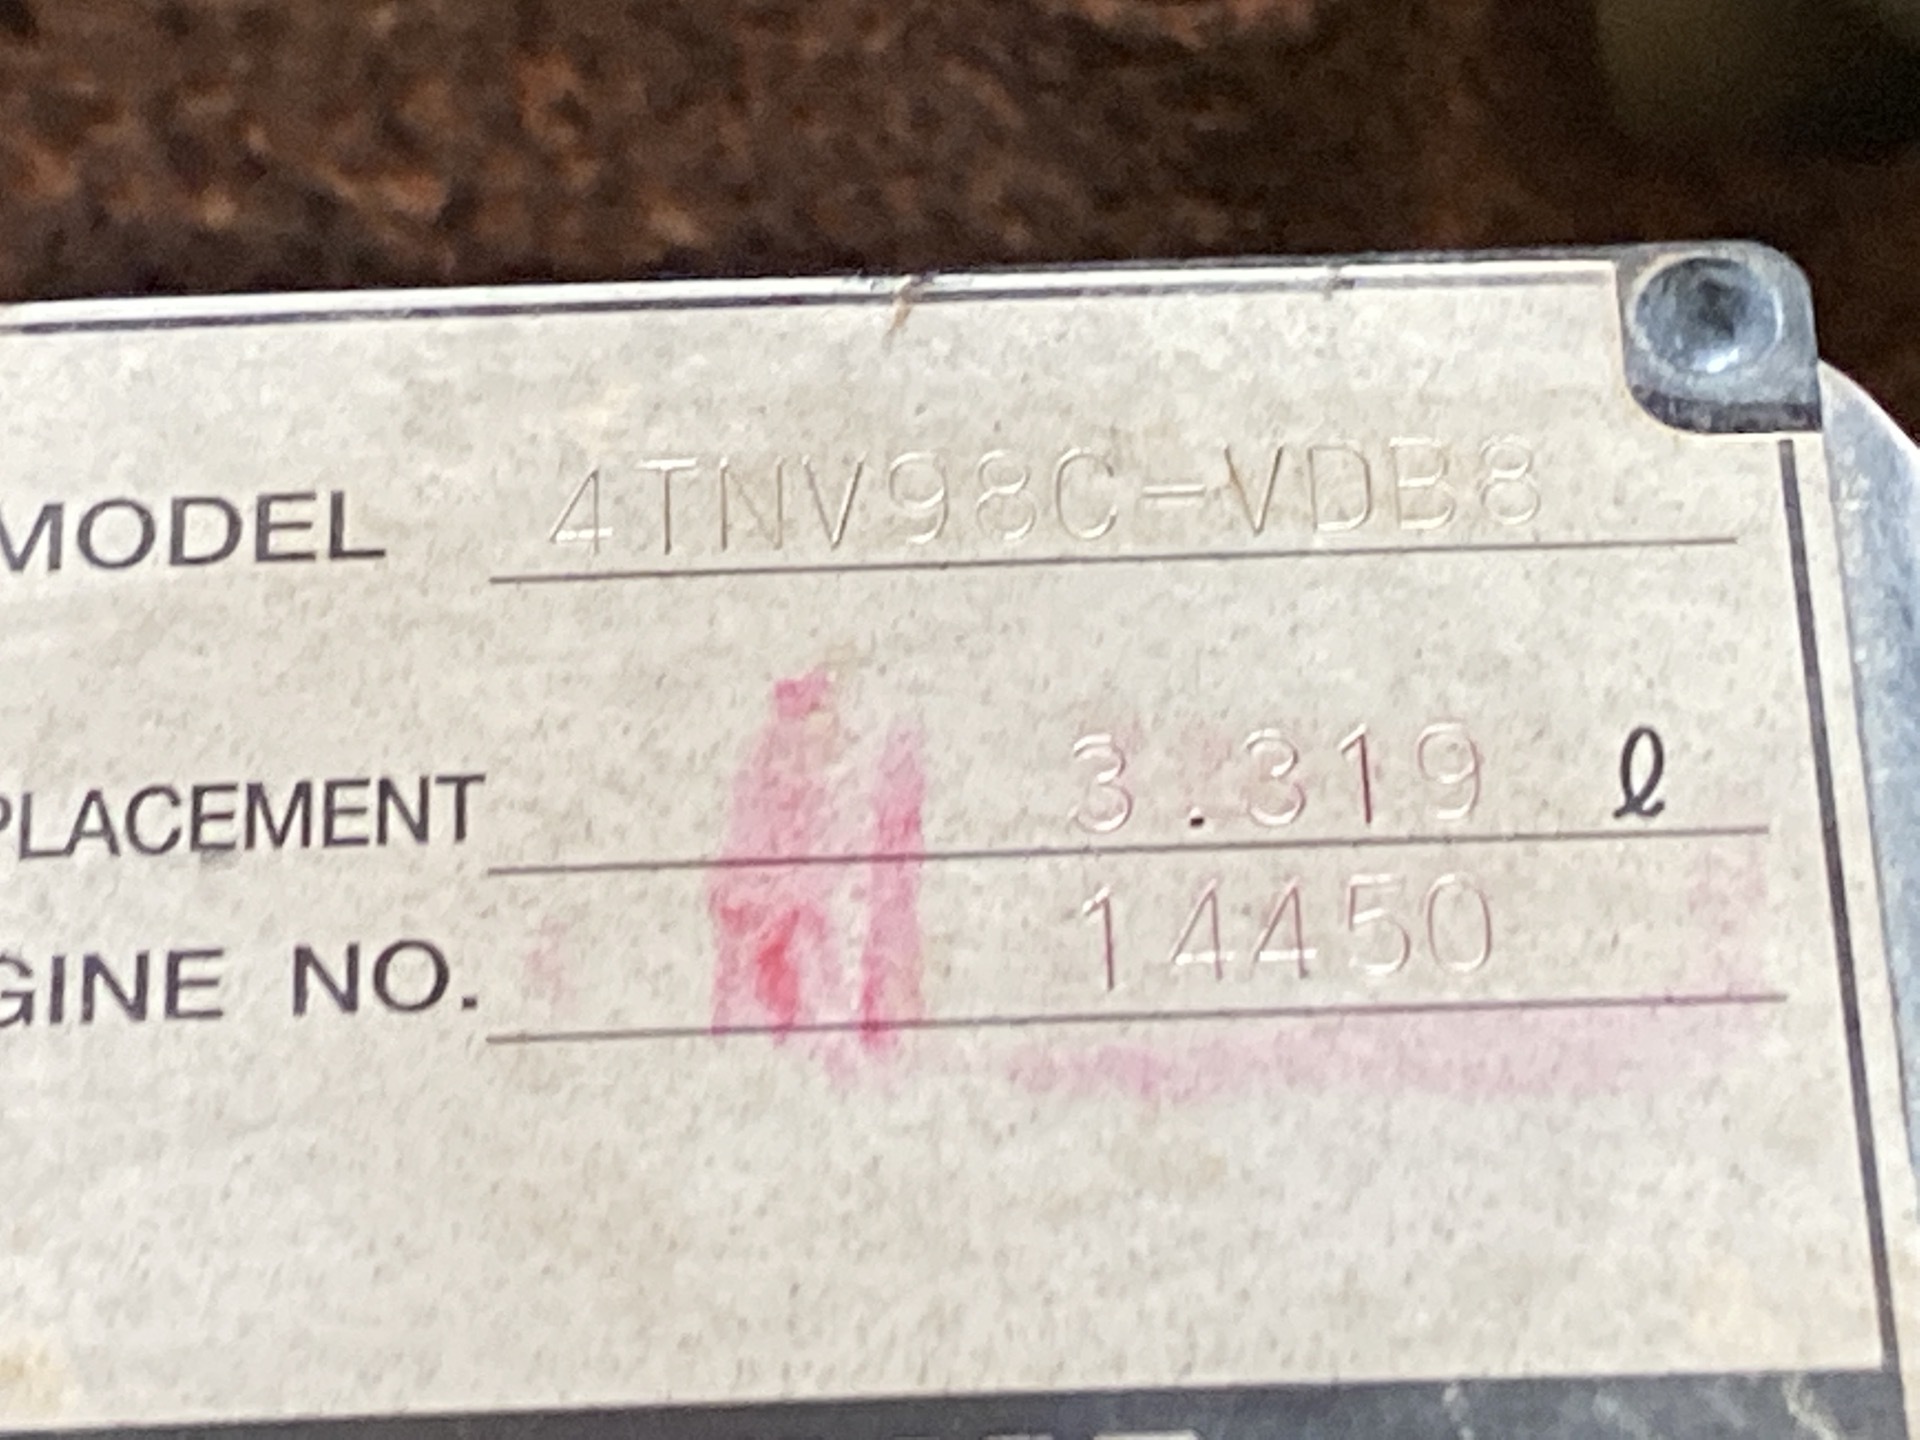 MODEL 4TNV98C-VDB8
PLACEMENT 3.319 ℓ
GINE NO. 14450